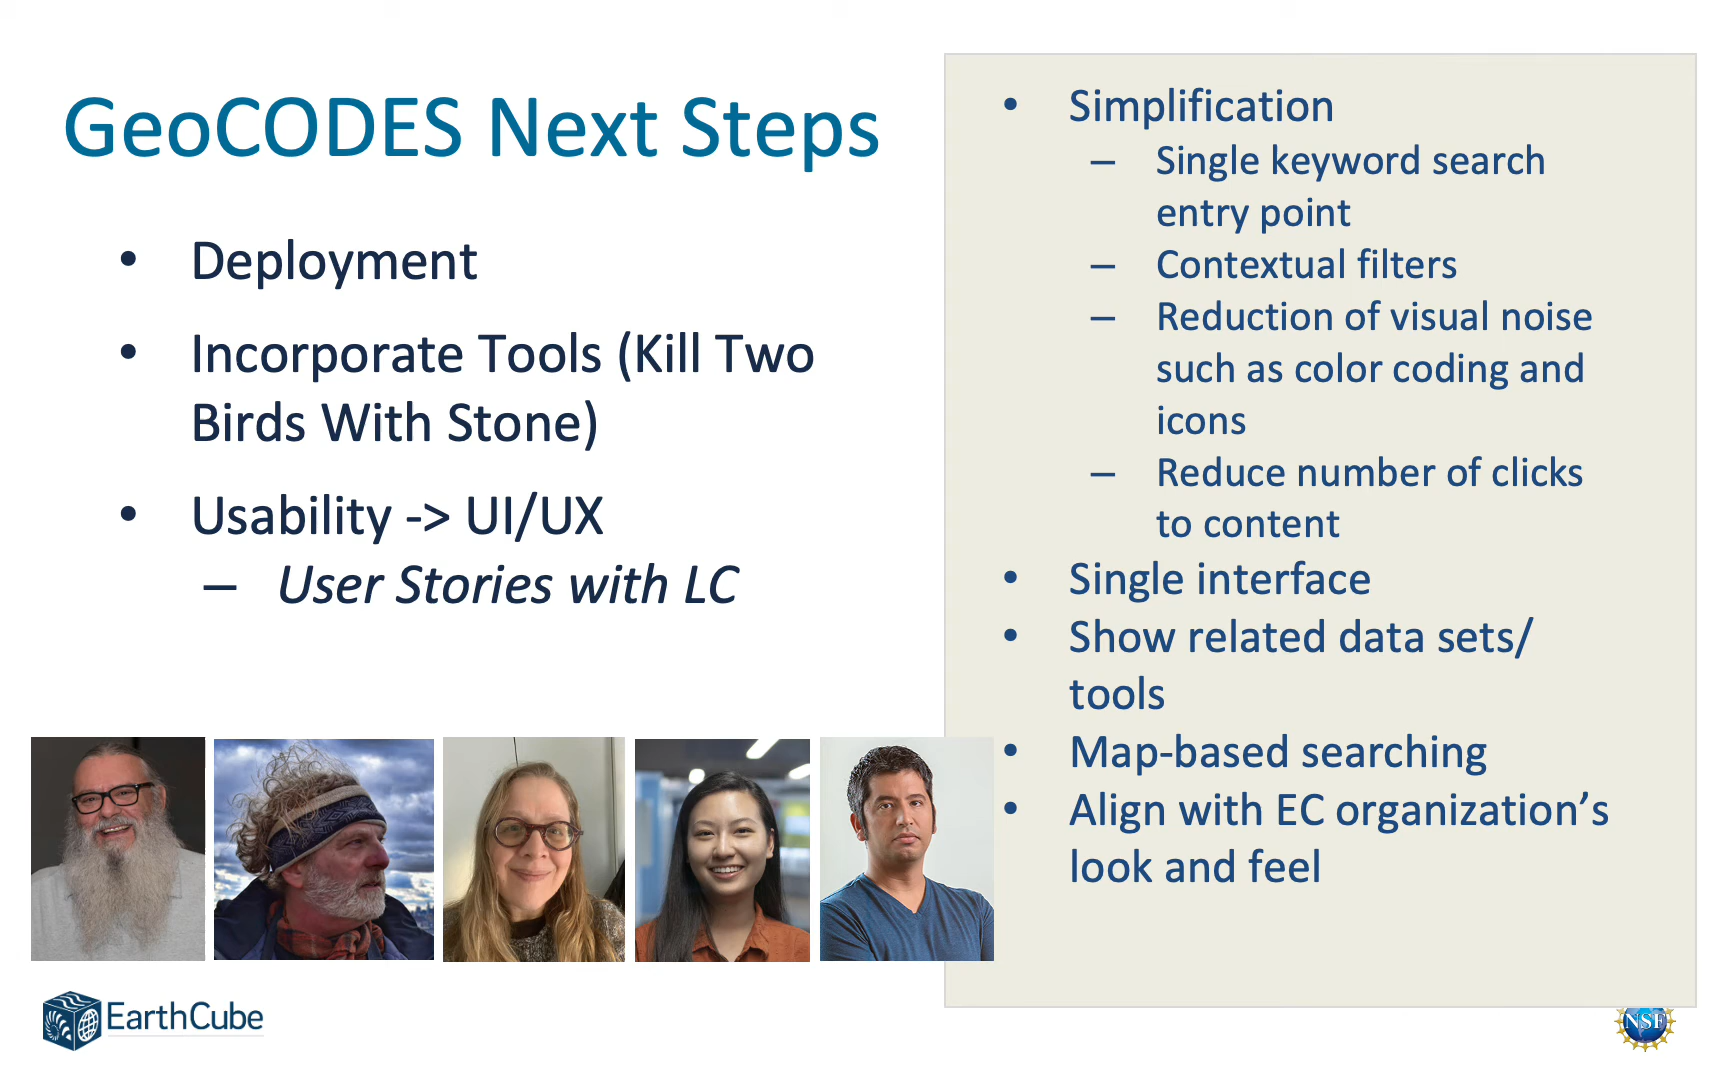 GeoCODES Next Steps
• Deployment
• Incorporate Tools (Kill Two
Birds With Stone)
• Usability -> UI/UX
– User Stories with LC
• Simplification
– Single keyword search
entry point
– Contextual filters
– Reduction of visual noise
such as color coding and
icons
– Reduce number of clicks
to content
• Single interface
• Show related data sets/
tools
• Map-based searching
• Align with EC organization’s
look and feel
EarthCube
NSF